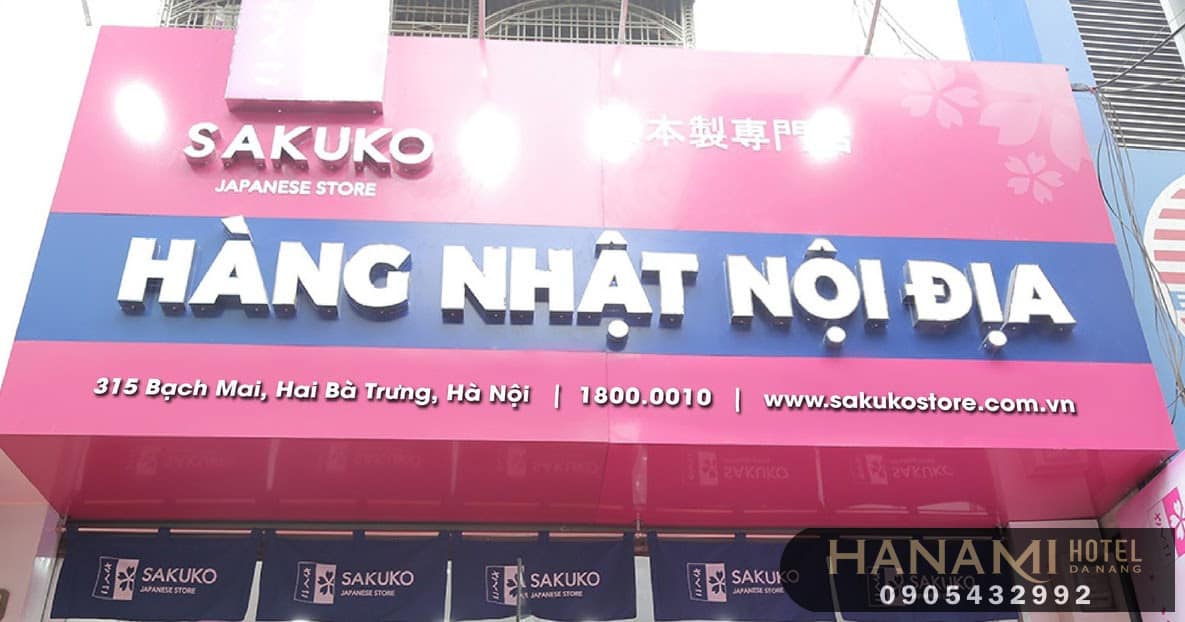 SAKUKO
JAPANESE STORE
本製専門
HÀNG NHẬT NỘI ĐỊA
315 Bạch Mai, Hai Bà Trưng, Hà Nội | 1800.0010 | www.sakukostore.com.vn
SAKUKO
JAPANESE STORE
SAKUKO
JAPANESE STORE
SAKUKO
JAPANESE STORE
SAKUKO
JAPANESE STORE
HANAMI HOTEL
DA NANG
0905432992